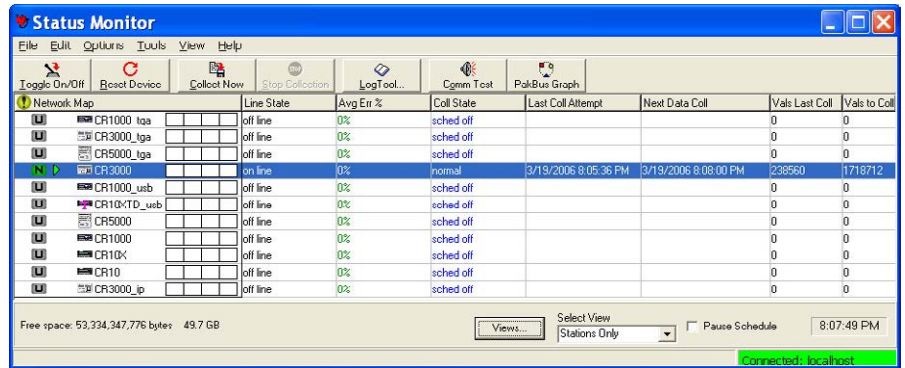 Status Monitor
File Edit Options Tools View Help
Toggle On/Off Reset Device Collect Now Stop Collection LogTool... Comm Test PakBus Graph
Network Map Line State Avg Err % Coll State Last Coll Attempt Next Data Coll Vals Last Coll Vals to Coll
U CR1000_tga off line 0% sched off 0 0
U CR3000_tga off line 0% sched off 0 0
U CR5000_tga off line 0% sched off 0 0
N CR3000 on line 0% normal 3/19/2006 8:05:36 PM 3/19/2006 8:08:00 PM 238560 1718712
U CR1000_usb off line 0% sched off 0 0
U CR10XTD_usb off line 0% sched off 0 0
U CR5000 off line 0% sched off 0 0
U CR1000 off line 0% sched off 0 0
U CR10X off line 0% sched off 0 0
U CR10 off line 0% sched off 0 0
U CR3000_ip off line 0% sched off 0 0
Select View
Free space: 53,334,347,776 bytes 49.7 GB Views... Stations Only Pause Schedule 8:07:49 PM
Connected: localhost